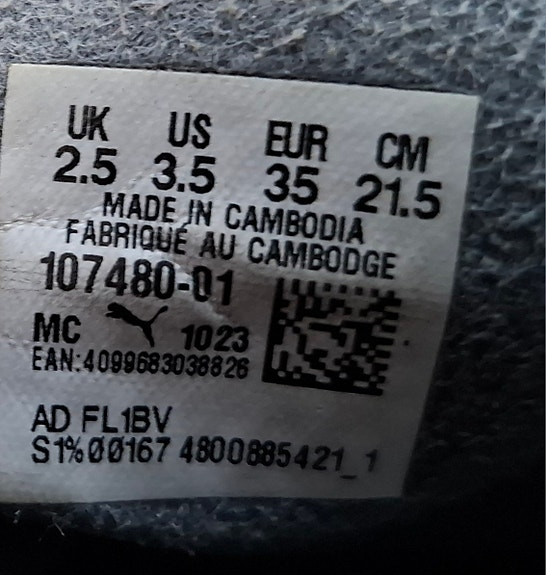 UK US EUR CM
2.5 3.5 35 21.5
MADE IN CAMBODIA
FABRIQUÉ AU CAMBODGE
107480-01
MC 1023
EAN:4099683038826
AD FL1BV
S1%00167 4800885421_1